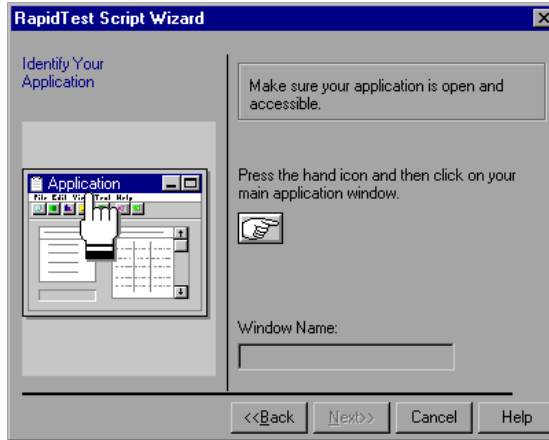 RapidTest Script Wizard
Identify Your
Application
Make sure your application is open and
accessible.
Application
File Edit View Tool Help
Press the hand icon and then click on your
main application window.
Window Name:
<<Back
Next>>
Cancel
Help